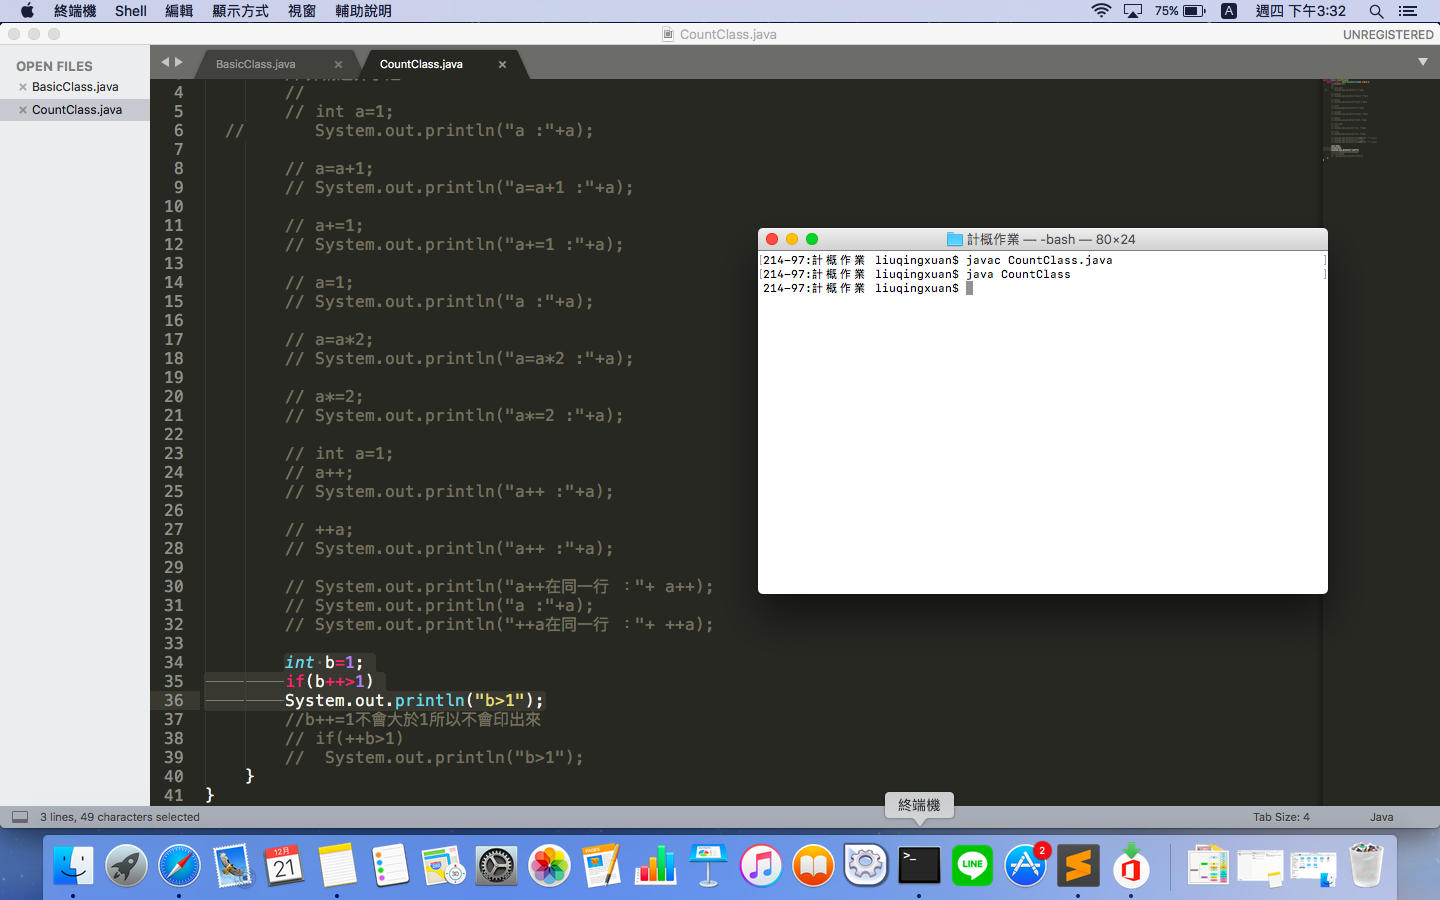 終端機 Shell 編輯 顯示方式 視窗 輔助說明 75% A 週四 下午3:32
CountClass.java UNREGISTERED
OPEN FILES
BasicClass.java
CountClass.java
BasicClass.java CountClass.java
4 //
5 // int a=1;
6 // System.out.println("a :"+a);
7
8 // a=a+1;
9 // System.out.println("a=a+1 :"+a);
10
11 // a+=1;
12 // System.out.println("a+=1 :"+a);
13
14 // a=1;
15 // System.out.println("a :"+a);
16
17 // a=a*2;
18 // System.out.println("a=a*2 :"+a);
19
20 // a*=2;
21 // System.out.println("a*=2 :"+a);
22
23 // int a=1;
24 // a++;
25 // System.out.println("a++ :"+a);
26
27 // ++a;
28 // System.out.println("a++ :"+a);
29
30 // System.out.println("a++在同一行 ："+ a++);
31 // System.out.println("a :"+a);
32 // System.out.println("++a在同一行 ："+ ++a);
33
34 int b=1;
35 if(b++>1)
36 System.out.println("b>1");
37 //b++=1不會大於1所以不會印出來
38 // if(++b>1)
39 // System.out.println("b>1");
40 }
41 }
計概作業 — -bash — 80×24
[214-97:計概作業 liuqingxuan$ javac CountClass.java ]
[214-97:計概作業 liuqingxuan$ java CountClass ]
214-97:計概作業 liuqingxuan$
終端機
3 lines, 49 characters selected Tab Size: 4 Java
12月
21
PAGES
LINE
2